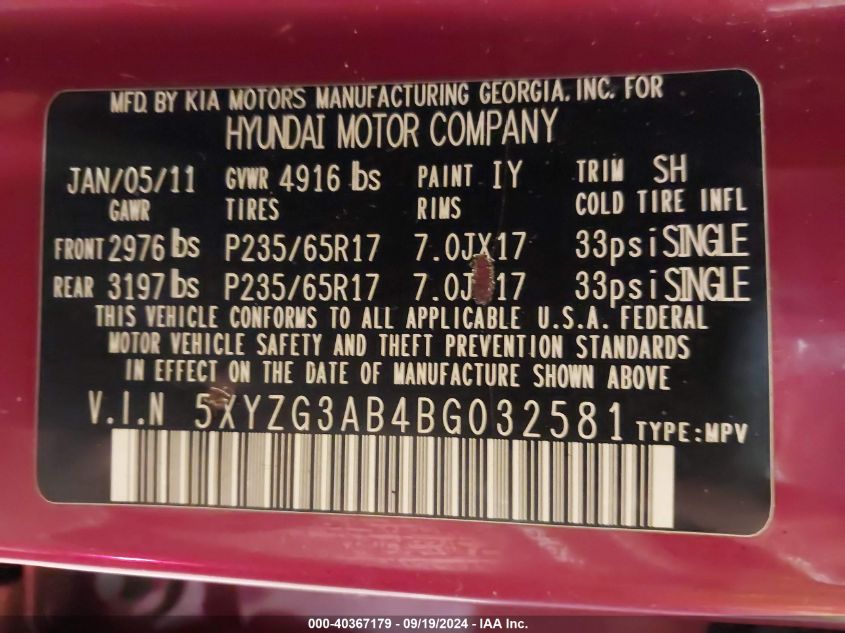 MFD. BY KIA MOTORS MANUFACTURING GEORGIA, INC. FOR
HYUNDAI MOTOR COMPANY
JAN/05/11 GVWR 4916 lbs PAINT IY TRIM SH
GAWR TIRES RIMS COLD TIRE INFL
FRONT 2976 lbs P235/65R17 7.0JX17 33psi SINGLE
REAR 3197 lbs P235/65R17 7.0J 17 33psi SINGLE
THIS VEHICLE CONFORMS TO ALL APPLICABLE U.S.A. FEDERAL
MOTOR VEHICLE SAFETY AND THEFT PREVENTION STANDARDS
IN EFFECT ON THE DATE OF MANUFACTURE SHOWN ABOVE
V.I.N 5XYZG3AB4BG032581 TYPE:MPV
000-40367179 - 09/19/2024 - IAA Inc.